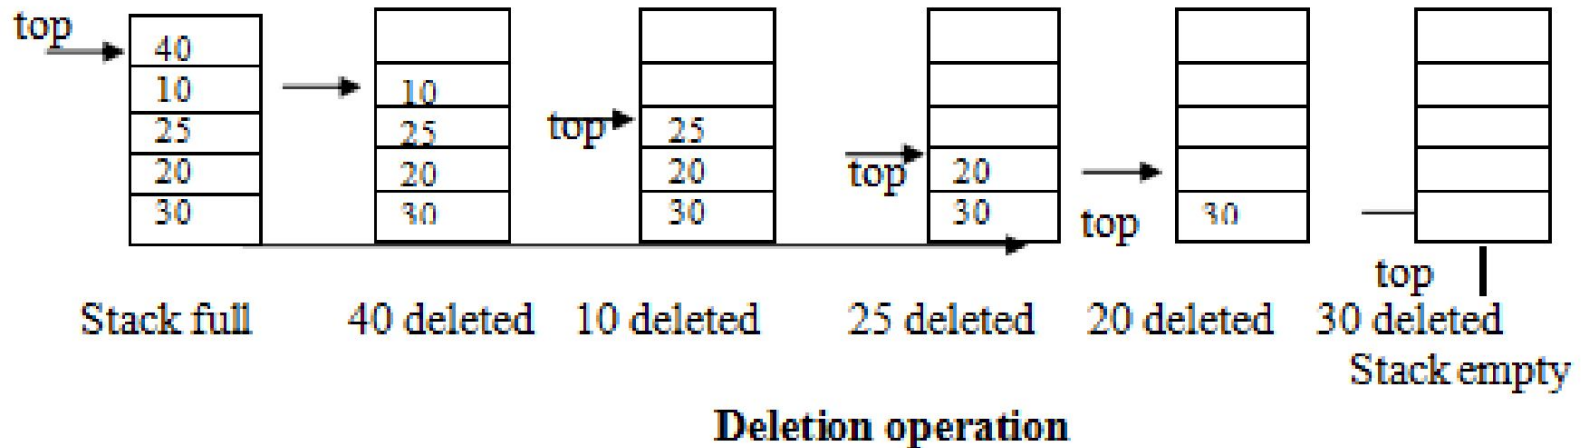 top
40
10
25
20
30
10
25
20
30
top
25
20
30
top
20
30
top
30
top
Stack full
40 deleted
10 deleted
25 deleted
20 deleted
30 deleted
Stack empty
Deletion operation